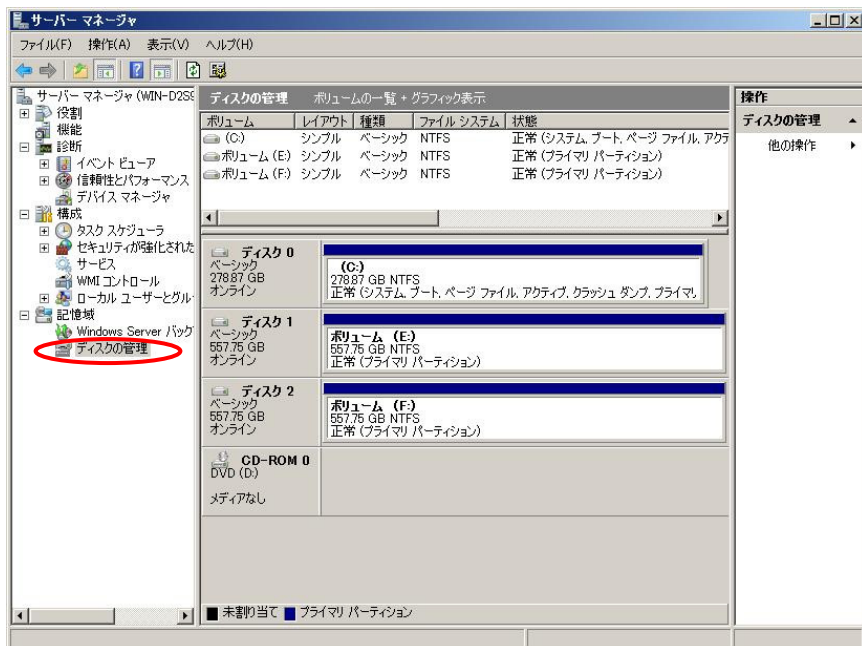 サーバー マネージャ
ファイル(F) 操作(A) 表示(V) ヘルプ(H)
サーバー マネージャ (WIN-D2S9
役割
機能
診断
イベント ビューア
信頼性とパフォーマンス
デバイス マネージャ
構成
タスク スケジューラ
セキュリティが強化された
サービス
WMI コントロール
ローカル ユーザーとグル
記憶域
Windows Server バック
ディスクの管理
ディスクの管理 ボリュームの一覧 + グラフィック表示
ボリューム レイアウト 種類 ファイル システム 状態
(C:) シンプル ベーシック NTFS 正常 (システム, ブート, ページ ファイル, アクテ
ボリューム (E:) シンプル ベーシック NTFS 正常 (プライマリ パーティション)
ボリューム (F:) シンプル ベーシック NTFS 正常 (プライマリ パーティション)
ディスク 0
ベーシック
278.87 GB
オンライン
(C:)
278.87 GB NTFS
正常 (システム, ブート, ページ ファイル, アクティブ, クラッシュ ダンプ, プライマリ
ディスク 1
ベーシック
557.75 GB
オンライン
ボリューム (E:)
557.75 GB NTFS
正常 (プライマリ パーティション)
ディスク 2
ベーシック
557.75 GB
オンライン
ボリューム (F:)
557.75 GB NTFS
正常 (プライマリ パーティション)
CD-ROM 0
DVD (D:)
メディアなし
未割り当て プライマリ パーティション
操作
ディスクの管理
他の操作